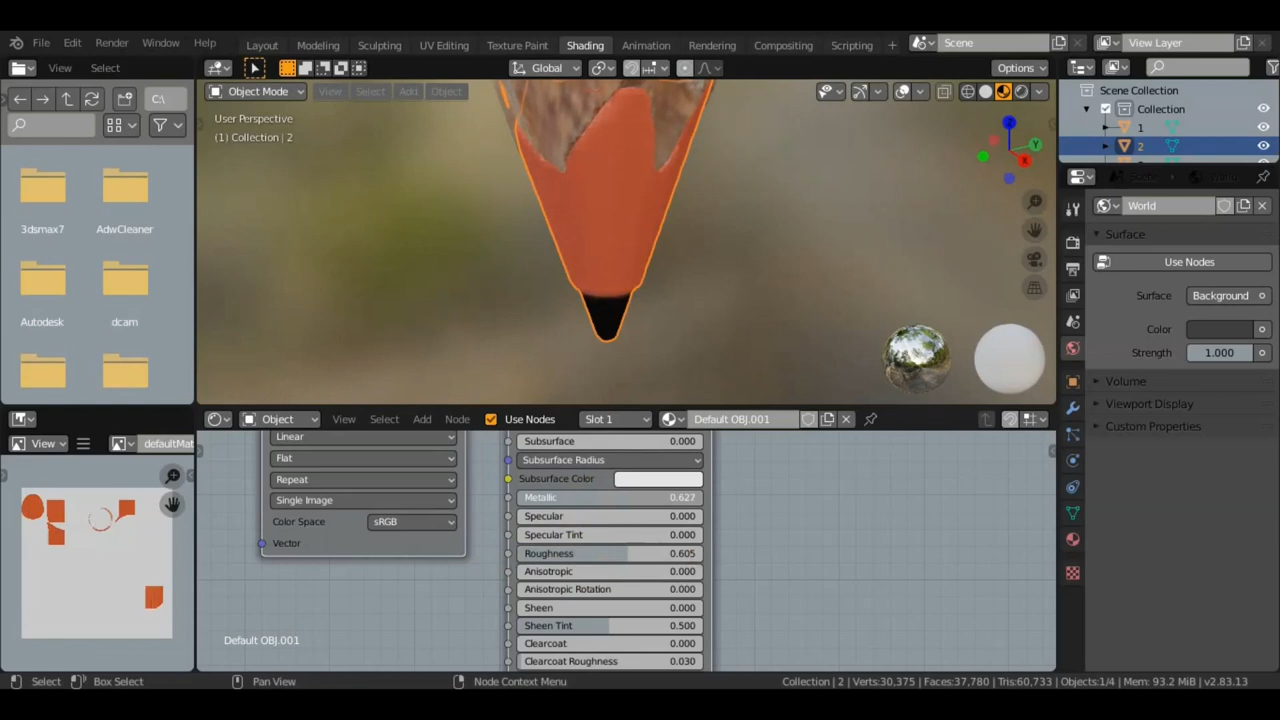 File Edit Render Window Help Layout Modeling Sculpting UV Editing Texture Paint Shading Animation Rendering Compositing Scripting + Scene View Layer
View Select Global Options
Object Mode View Select Add Object
C:\
User Perspective
(1) Collection | 2
3dsmax7 AdwCleaner
Autodesk dcam
Scene Collection
Collection
1
2
World
Surface
Use Nodes
Surface Background
Color
Strength 1.000
Volume
Viewport Display
Custom Properties
Object View Select Add Node Use Nodes Slot 1 Default OBJ.001
View defaultMat
Linear
Flat
Repeat
Single Image
Color Space sRGB
Vector
Subsurface 0.000
Subsurface Radius
Subsurface Color
Metallic 0.627
Specular 0.000
Specular Tint 0.000
Roughness 0.605
Anisotropic 0.000
Anisotropic Rotation 0.000
Sheen 0.000
Sheen Tint 0.500
Clearcoat 0.000
Clearcoat Roughness 0.030
Default OBJ.001
Select Box Select Pan View Node Context Menu Collection | 2 | Verts:30,375 | Faces:37,780 | Tris:60,733 | Objects:1/4 | Mem: 93.2 MiB | v2.83.13